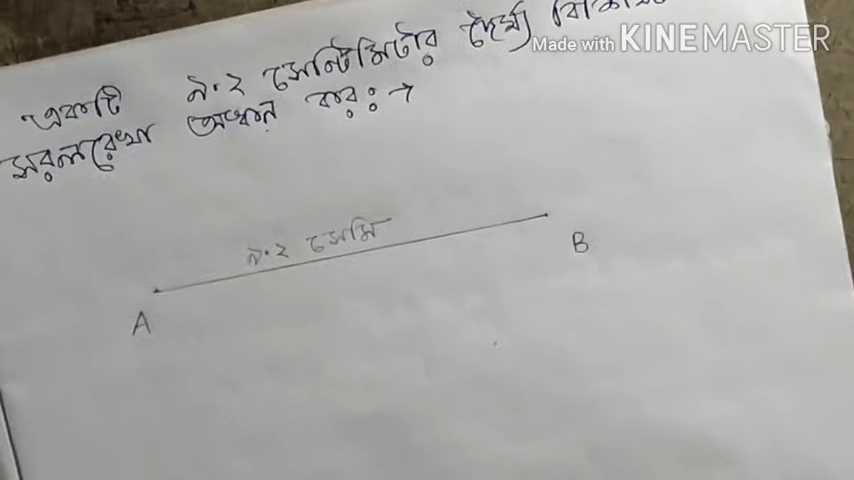 একটি ৯.২ সেন্টিমিটার দৈর্ঘ্য
সরলরেখা অঙ্কন কর: →
Made with KINEMASTER
৯.২ সেমি
A
B